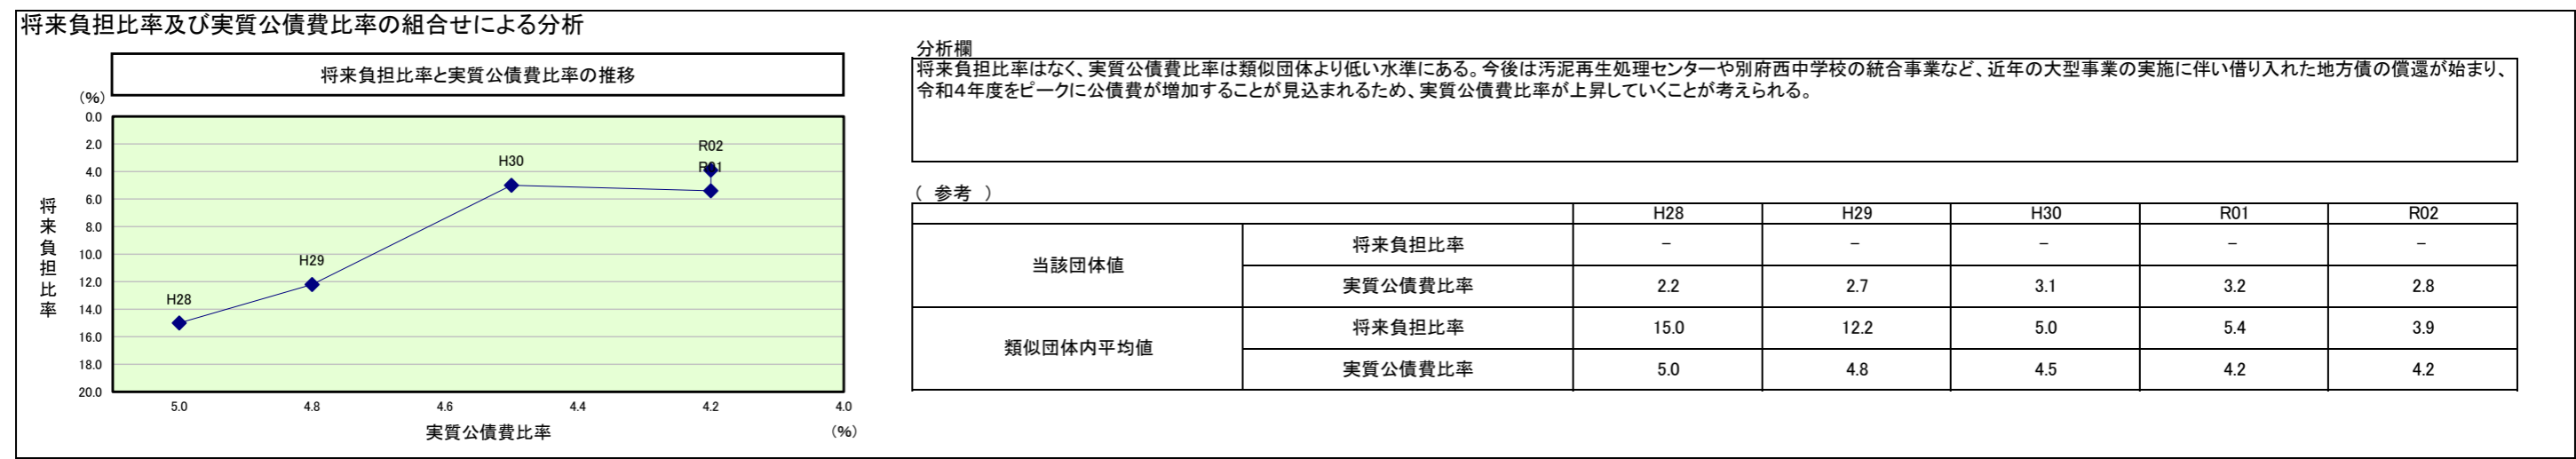 将来負担比率及び実質公債費比率の組合せによる分析
将来負担比率と実質公債費比率の推移
(%)
0.0
2.0
4.0
6.0
8.0
10.0
12.0
14.0
16.0
18.0
20.0
将来負担比率
H28
H29
H30
R02
R01
5.0 4.8 4.6 4.4 4.2 4.0
実質公債費比率 (%)
分析欄
将来負担比率はなく、実質公債費比率は類似団体より低い水準にある。今後は汚泥再生処理センターや別府西中学校の統合事業など、近年の大型事業の実施に伴い借り入れた地方債の償還が始まり、
令和4年度をピークに公債費が増加することが見込まれるため、実質公債費比率が上昇していくことが考えられる。
( 参考 )
H28 H29 H30 R01 R02
当該団体値
将来負担比率 - - - - -
実質公債費比率 2.2 2.7 3.1 3.2 2.8
類似団体内平均値
将来負担比率 15.0 12.2 5.0 5.4 3.9
実質公債費比率 5.0 4.8 4.5 4.2 4.2